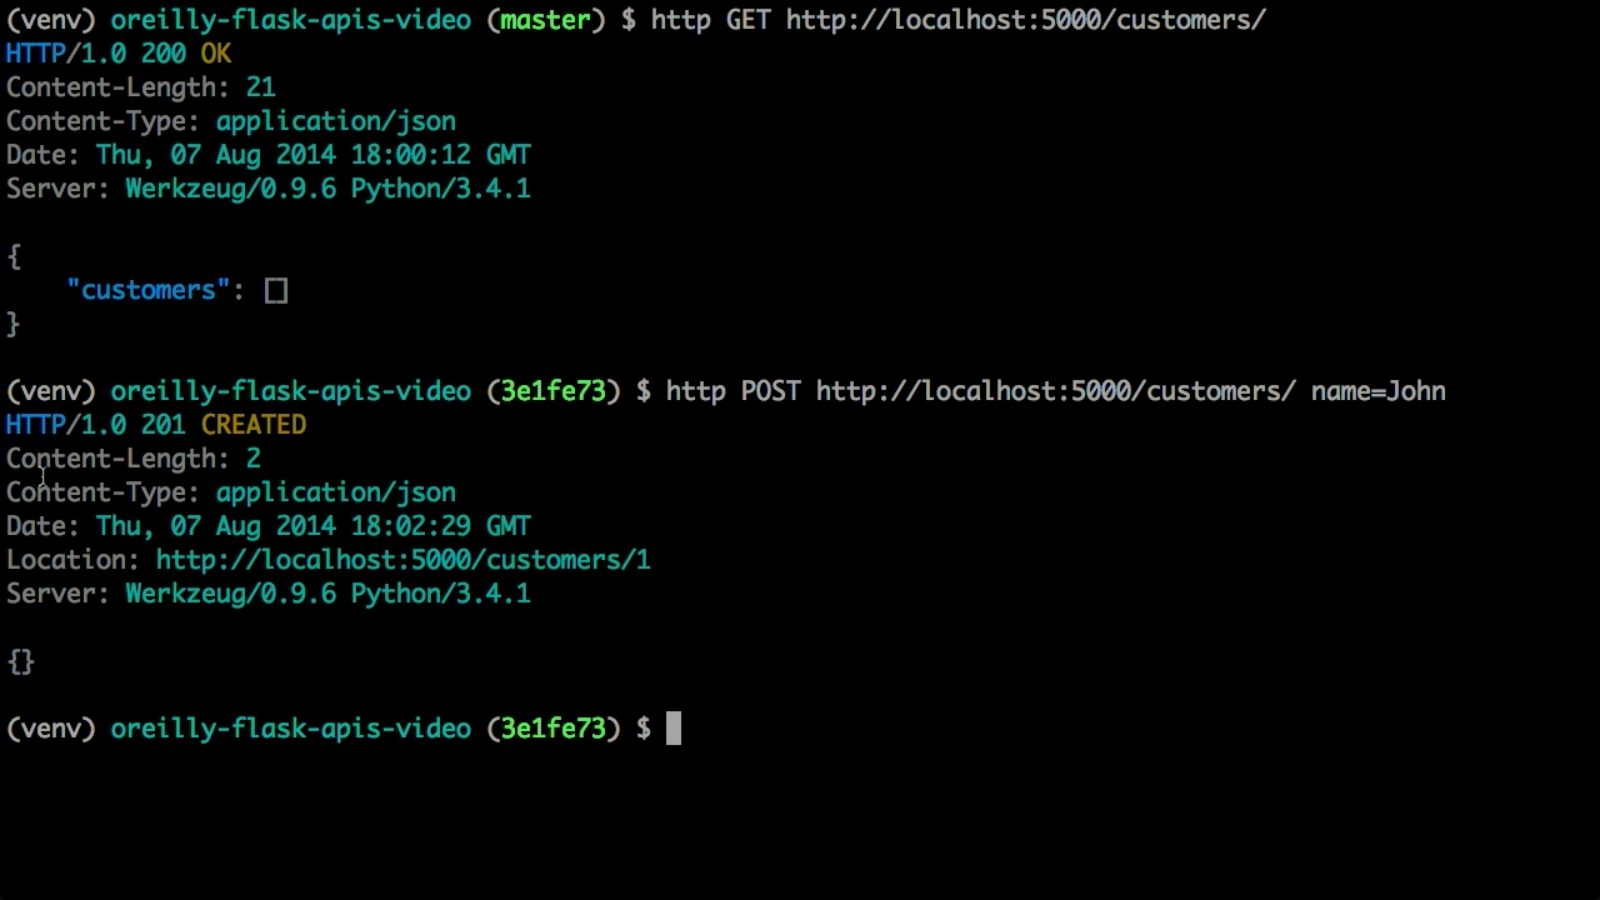 (venv) oreilly-flask-apis-video (master) $ http GET http://localhost:5000/customers/
HTTP/1.0 200 OK
Content-Length: 21
Content-Type: application/json
Date: Thu, 07 Aug 2014 18:00:12 GMT
Server: Werkzeug/0.9.6 Python/3.4.1
{
"customers": []
}
(venv) oreilly-flask-apis-video (3e1fe73) $ http POST http://localhost:5000/customers/ name=John
HTTP/1.0 201 CREATED
Content-Length: 2
Content-Type: application/json
Date: Thu, 07 Aug 2014 18:02:29 GMT
Location: http://localhost:5000/customers/1
Server: Werkzeug/0.9.6 Python/3.4.1
{}
(venv) oreilly-flask-apis-video (3e1fe73) $